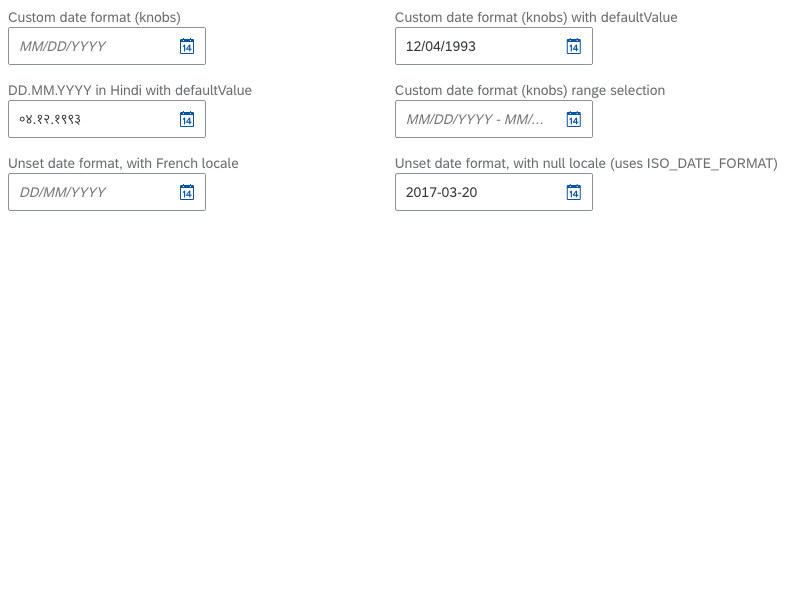 Custom date format (knobs)
MM/DD/YYYY
14
Custom date format (knobs) with defaultValue
12/04/1993
14
DD.MM.YYYY in Hindi with defaultValue
०४.१२.१९९३
14
Custom date format (knobs) range selection
MM/DD/YYYY - MM/...
14
Unset date format, with French locale
DD/MM/YYYY
14
Unset date format, with null locale (uses ISO_DATE_FORMAT)
2017-03-20
14